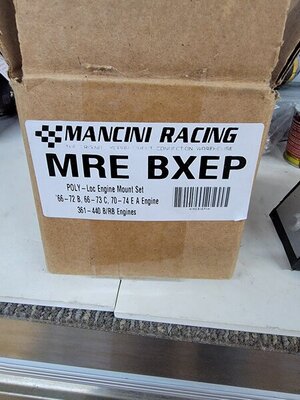 MANCINI RACING
MRE BXEP
POLY-Loc Engine Mount Set
'66-72 B, 66-73 C, 70-74 E A Engine
361-440 B/RB Engines